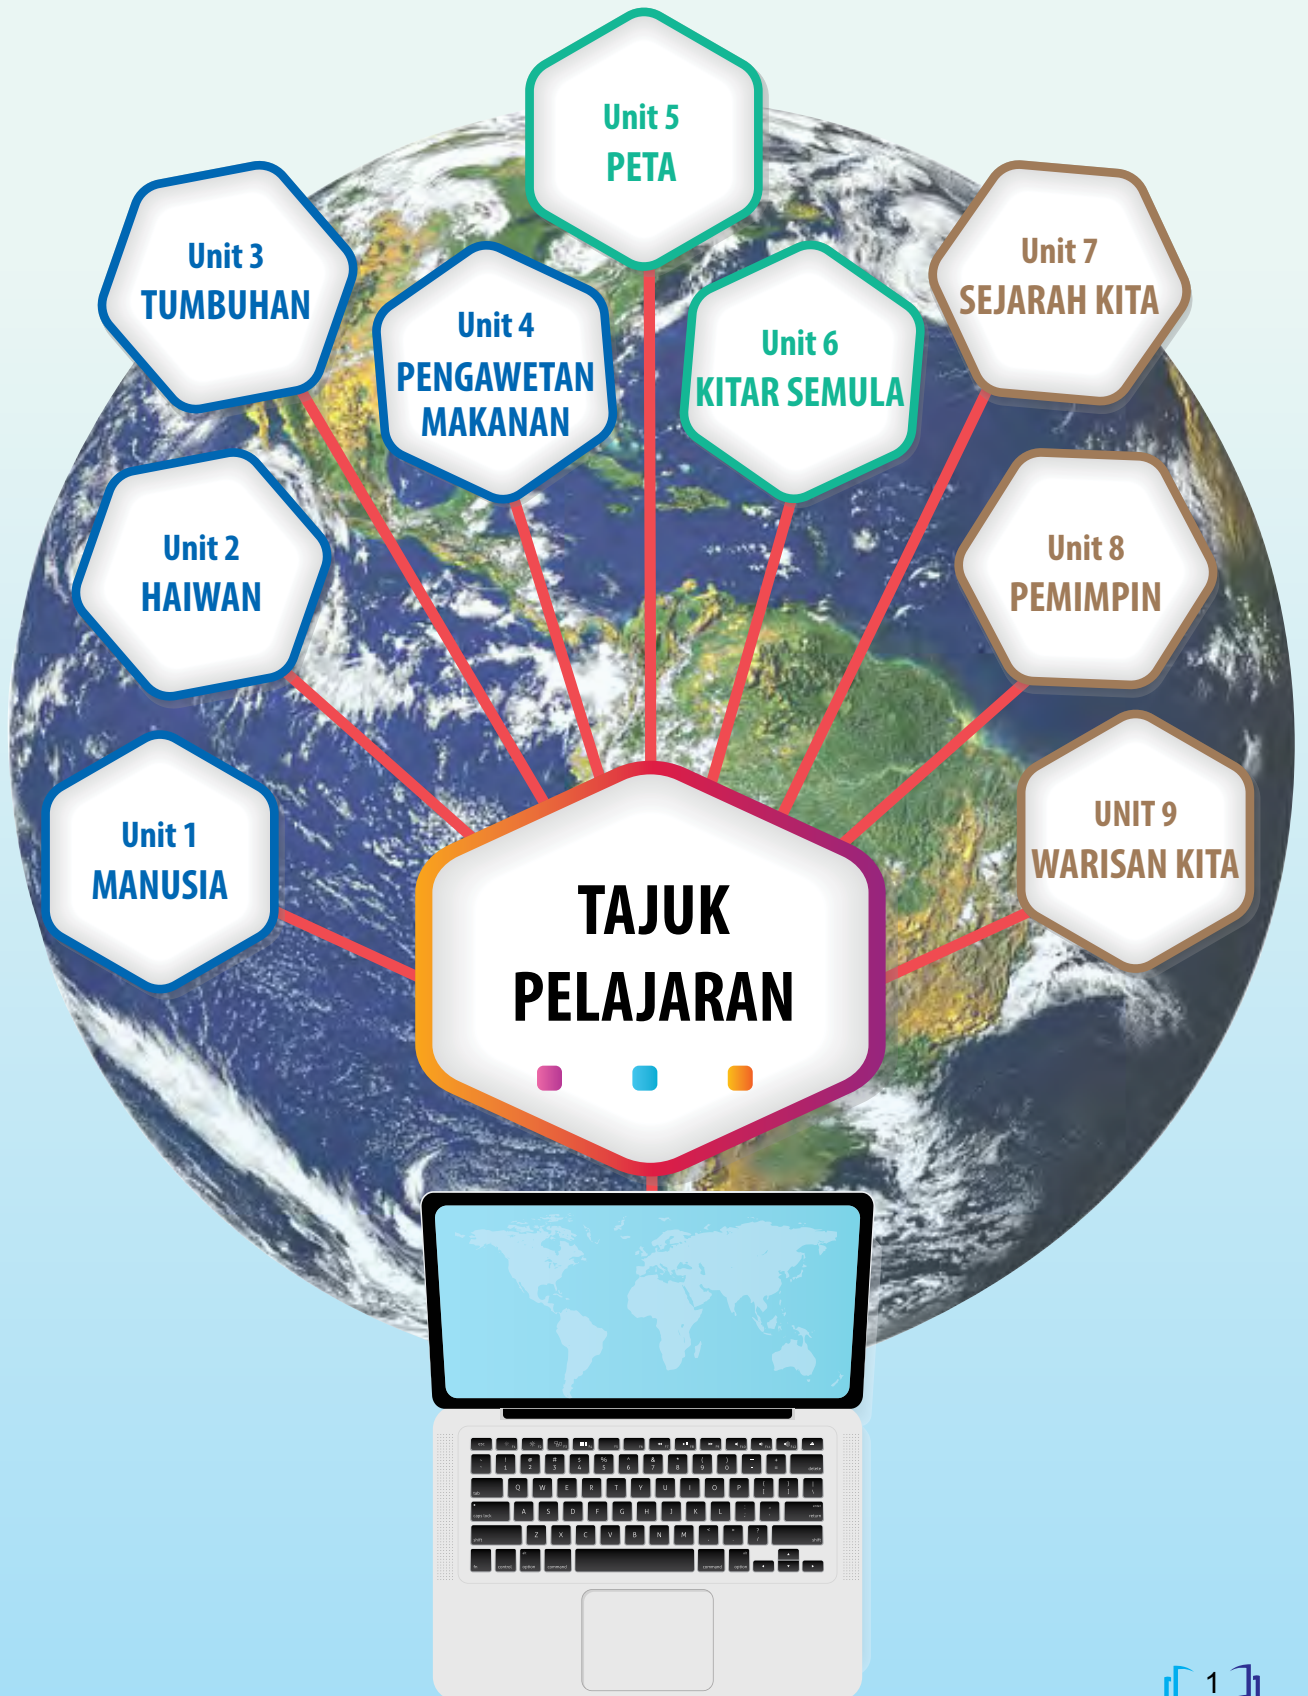 Unit 5
PETA
Unit 3
TUMBUHAN
Unit 4
PENGAWETAN
MAKANAN
Unit 6
KITAR SEMULA
Unit 7
SEJARAH KITA
Unit 2
HAIWAN
Unit 8
PEMIMPIN
Unit 1
MANUSIA
UNIT 9
WARISAN KITA
TAJUK
PELAJARAN
Q W E R T Y U I O P
A S D F G H J K L
Z X C V B N M
1